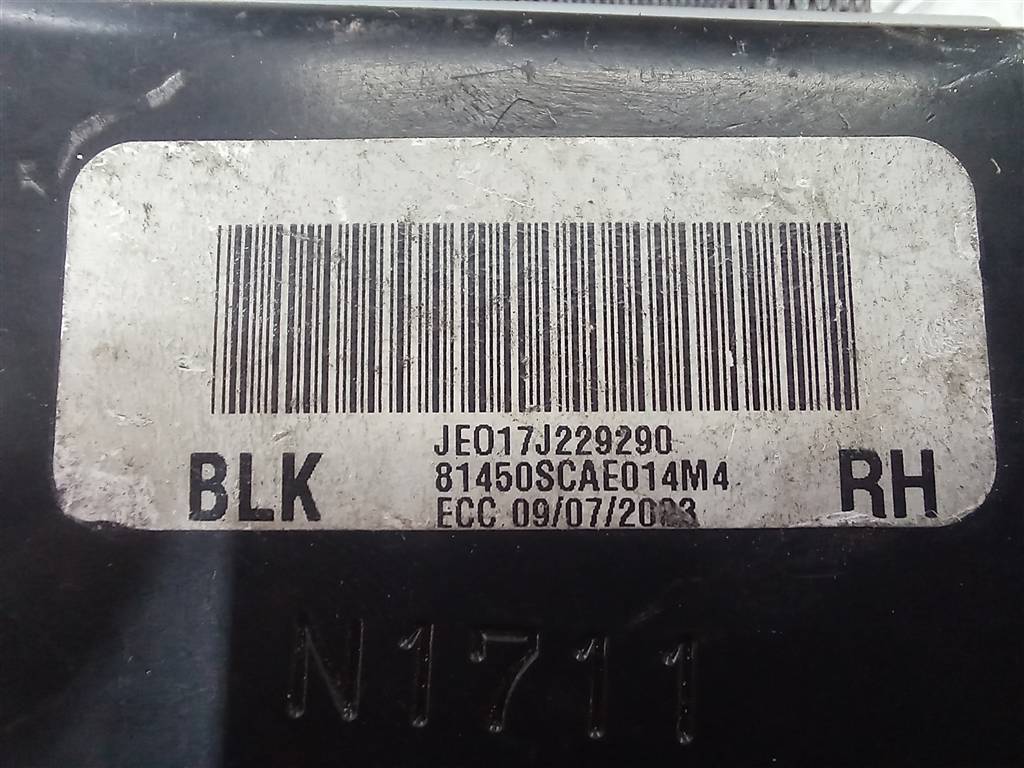 JE017J229290
BLK 81450SCAE014M4 RH
ECC 09/07/2003
N1711